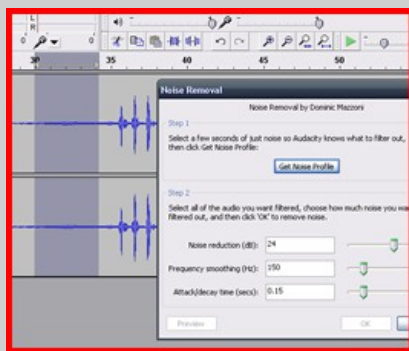 L
R
30 35 40 45 50
Noise Removal
Noise Removal by Dominic Mazzoni
Step 1
Select a few seconds of just noise so Audacity knows what to filter out,
then click Get Noise Profile:
Get Noise Profile
Step 2
Select all of the audio you want filtered, choose how much noise you wa
filtered out, and then click 'OK' to remove noise.
Noise reduction (dB): 24
Frequency smoothing (Hz): 150
Attack/decay time (secs): 0.15
Preview OK